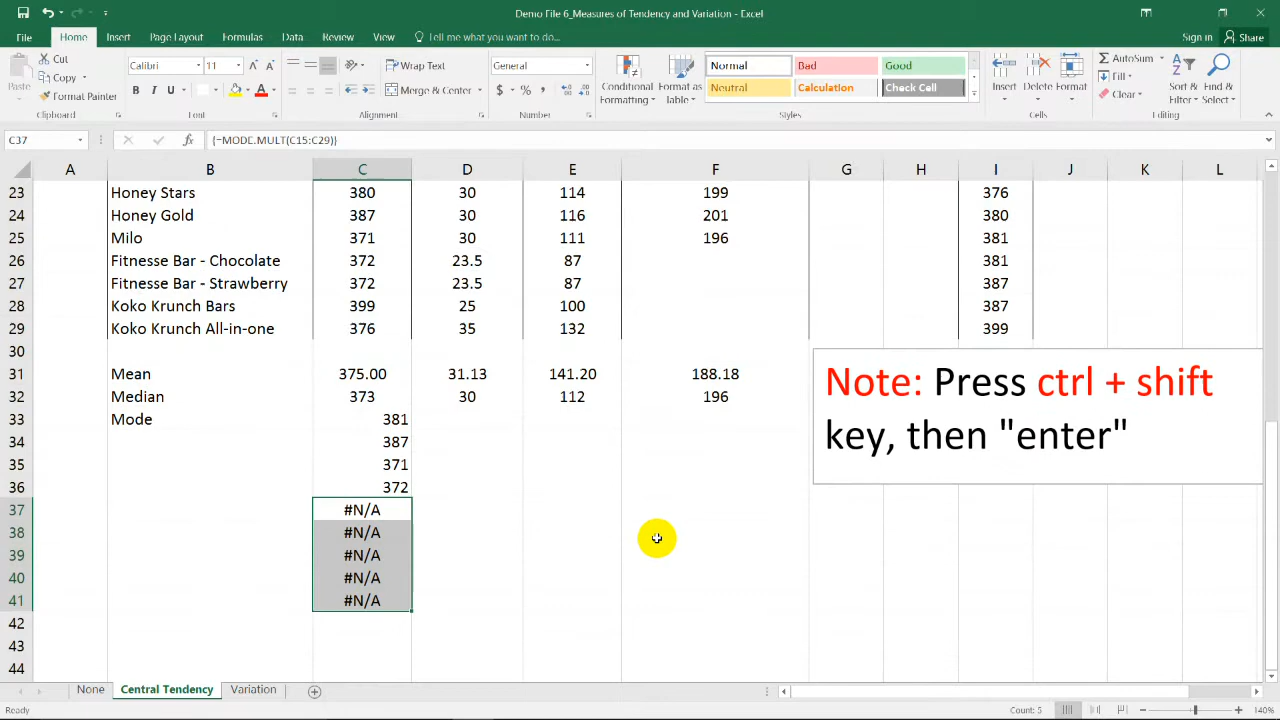 Demo File 6_Measures of Tendency and Variation - Excel
File Home Insert Page Layout Formulas Data Review View Tell me what you want to do... Sign in Share
Cut Calibri 11 Wrap Text General Normal Bad Good AutoSum
Paste Copy Conditional Formatting Format as Table Insert Delete Format Fill Sort & Filter Find & Select
Format Painter B I U Merge & Center $ % Neutral Calculation Check Cell Clear
Clipboard Font Alignment Number Styles Cells Editing
C37 fx {=MODE.MULT(C15:C29)}
A B C D E F G H I J K L
23 Honey Stars 380 30 114 199 376
24 Honey Gold 387 30 116 201 380
25 Milo 371 30 111 196 381
26 Fitnesse Bar - Chocolate 372 23.5 87 381
27 Fitnesse Bar - Strawberry 372 23.5 87 387
28 Koko Krunch Bars 399 25 100 387
29 Koko Krunch All-in-one 376 35 132 399
30
31 Mean 375.00 31.13 141.20 188.18
32 Median 373 30 112 196
33 Mode 381
34 387
35 371
36 372
37 #N/A
38 #N/A
39 #N/A
40 #N/A
41 #N/A
42
43
44
Note: Press ctrl + shift
key, then "enter"
None Central Tendency Variation
Ready Count: 5 140%